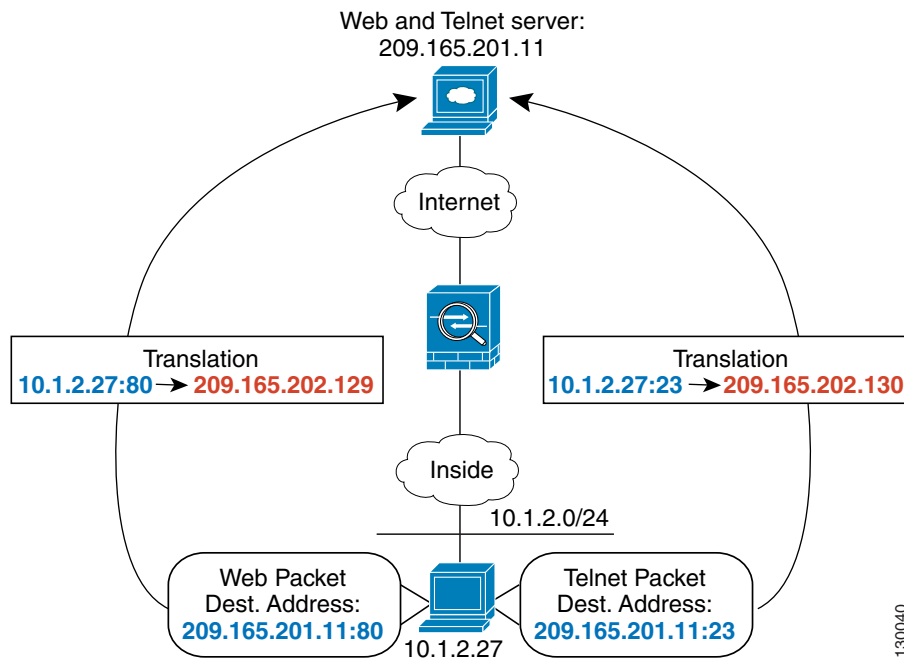 Web and Telnet server:
209.165.201.11
Internet
Translation
10.1.2.27:80 209.165.202.129
Translation
10.1.2.27:23 209.165.202.130
Inside
10.1.2.0/24
Web Packet
Dest. Address:
209.165.201.11:80
Telnet Packet
Dest. Address:
209.165.201.11:23
10.1.2.27
130040